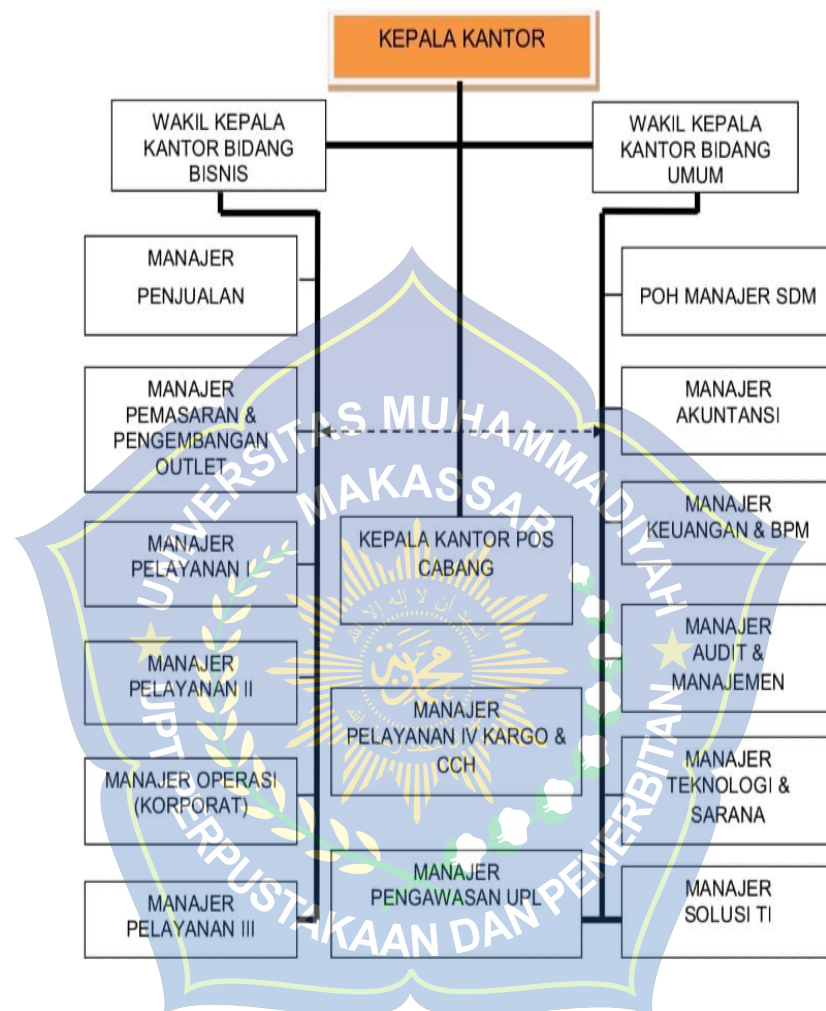 KEPALA KANTOR
WAKIL KEPALA
KANTOR BIDANG
BISNIS
WAKIL KEPALA
KANTOR BIDANG
UMUM
MANAJER
PENJUALAN
MANAJER
PEMASARAN &
PENGEMBANGAN
OUTLET
MANAJER
PELAYANAN I
MANAJER
PELAYANAN II
MANAJER OPERASI
(KORPORAT)
MANAJER
PELAYANAN III
KEPALA KANTOR POS
CABANG
MANAJER
PELAYANAN IV KARGO &
CCH
MANAJER
PENGAWASAN UPL
POH MANAJER SDM
MANAJER
AKUNTANSI
MANAJER
KEUANGAN & BPM
MANAJER
AUDIT &
MANAJEMEN
MANAJER
TEKNOLOGI &
SARANA
MANAJER
SOLUSI TI
UNIVERSITAS MUHAMMADIYAH
MAKASSAR
UPT PERPUSTAKAAN DAN PENERBITAN